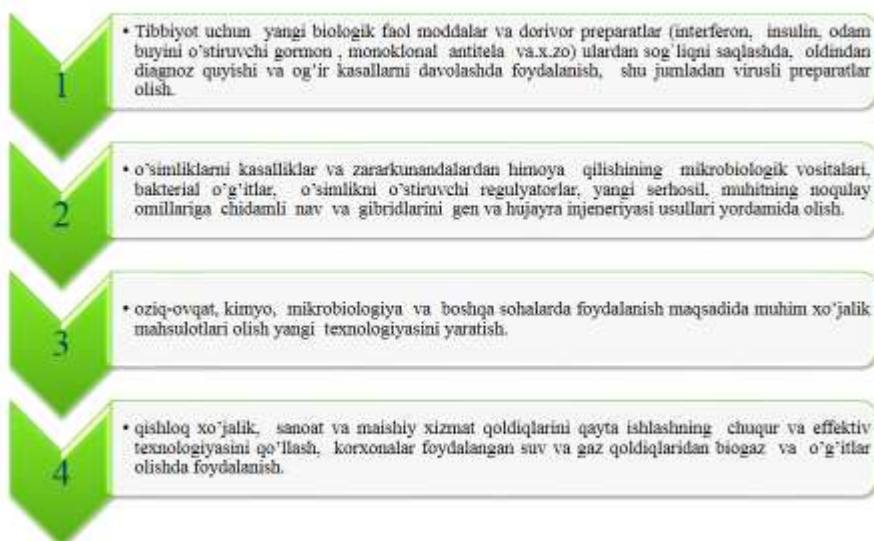 1
• Tibbiyot uchun yangi biologik faol moddalar va dorivor preparatlar (interferon, insulin, odam
buyini o'stiruvchi gormon , monoklonal antitela va.x.zo) ulardan sog`liqni saqlashda, oldindan
diagnoz quyishi va og'ir kasallarni davolashda foydalanish, shu jumladan virusli preparatlar
olish.
2
• o'simliklarni kasalliklar va zararkunandalardan himoya qilishining mikrobiologik vositalari,
bakterial o'g'itlar, o'simlikni o'stiruvchi regulyatorlar, yangi serhosil, muhitning noqulay
omillariga chidamli nav va gibridlarini gen va hujayra injeneriyasi usullari yordamida olish.
3
• oziq-ovqat, kimyo, mikrobiologiya va boshqa sohalarda foydalanish maqsadida muhim xo'jalik
mahsulotlari olish yangi texnologiyasini yaratish.
4
• qishloq xo'jalik, sanoat va maishiy xizmat qoldiqlarini qayta ishlashning chuqur va effektiv
texnologiyasini qo'llash, korxonalar foydalangan suv va gaz qoldiqlaridan biogaz va o'g'itlar
olishda foydalanish.